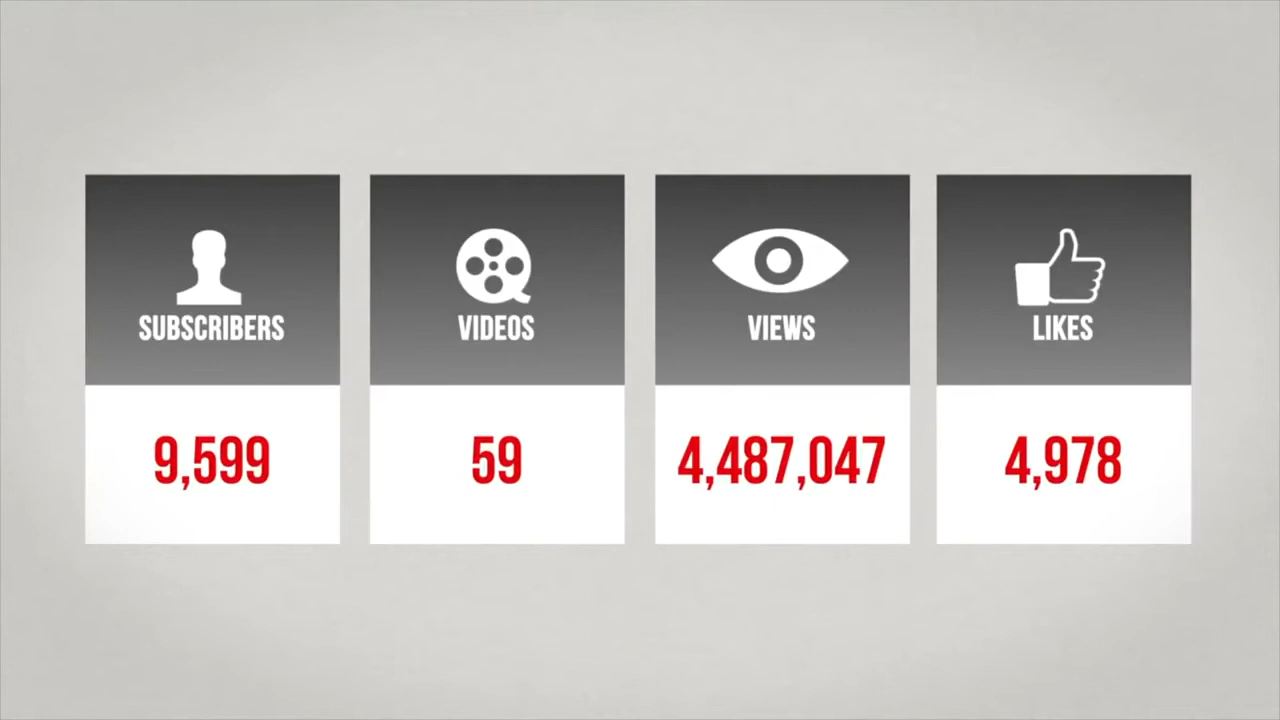 SUBSCRIBERS
VIDEOS
VIEWS
LIKES
9,599
59
4,487,047
4,978